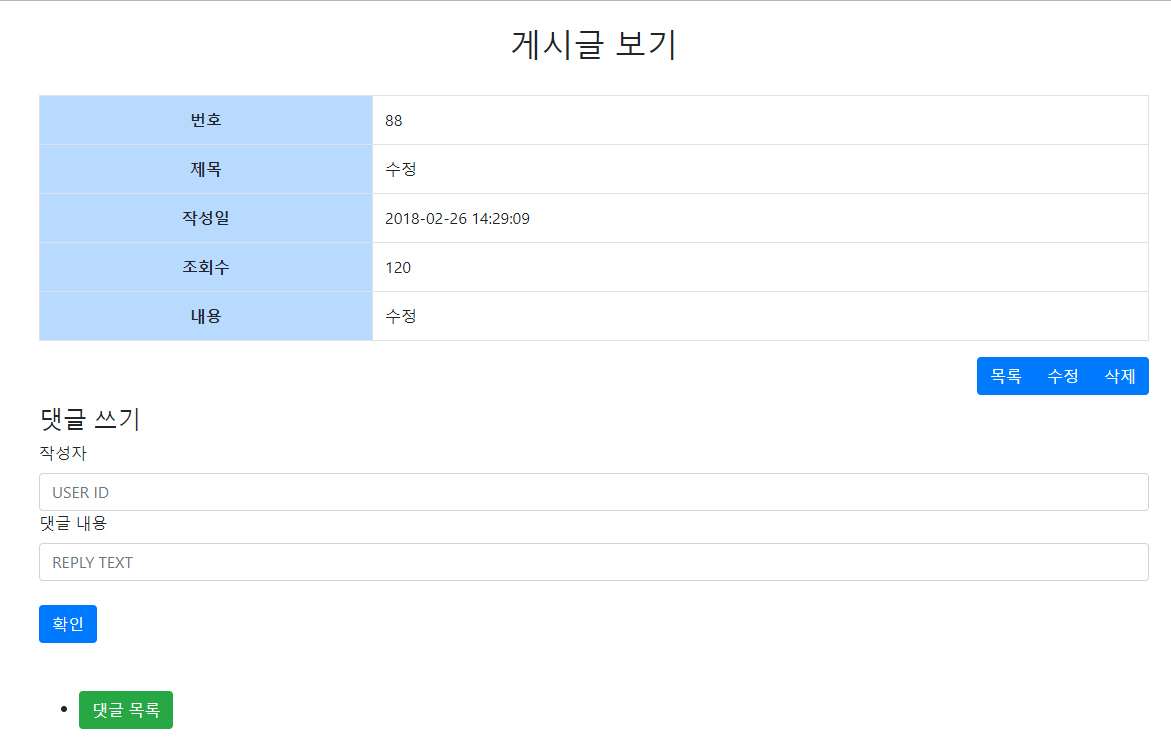 게시글 보기
번호 88
제목 수정
작성일 2018-02-26 14:29:09
조회수 120
내용 수정
목록 수정 삭제
댓글 쓰기
작성자
USER ID
댓글 내용
REPLY TEXT
확인
댓글 목록